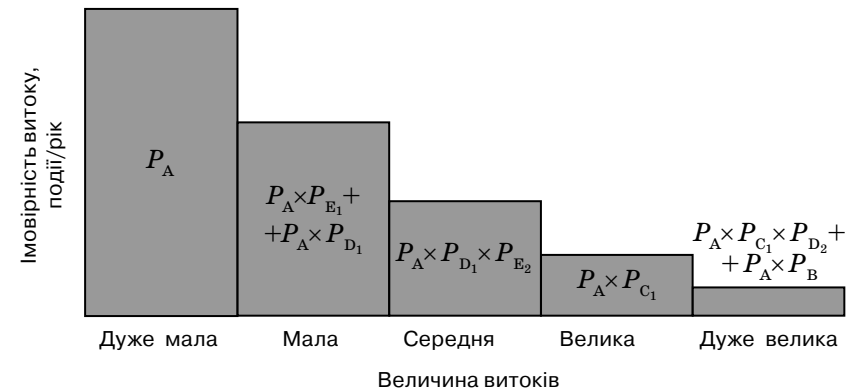 Імовірність витоку,
події/рік
P_A
P_A×P_E₁+
+P_A×P_D₁
P_A×P_D₁×P_E₂
P_A×P_C₁
P_A×P_C₁×P_D₂+
+P_A×P_B
Дуже мала Мала Середня Велика Дуже велика
Величина витоків